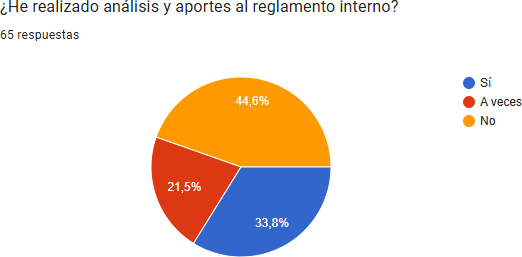 ¿He realizado análisis y aportes al reglamento interno?
65 respuestas
Sí
A veces
No
44,6%
21,5%
33,8%